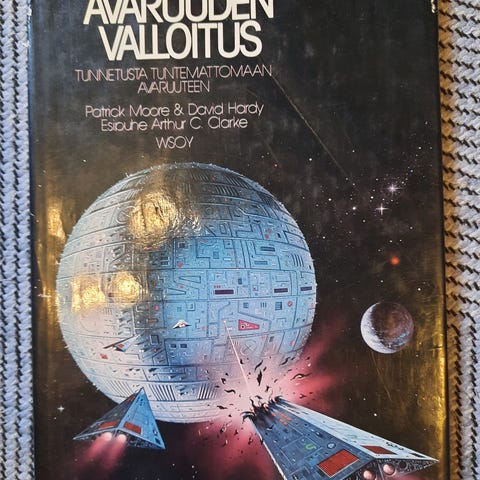 AVARUUDEN
VALLOITUS
TUNNETUSTA TUNTEMATTOMAAN
AVARUUTEEN
Patrick Moore & David Hardy
Esipuhe Arthur C. Clarke
WSOY